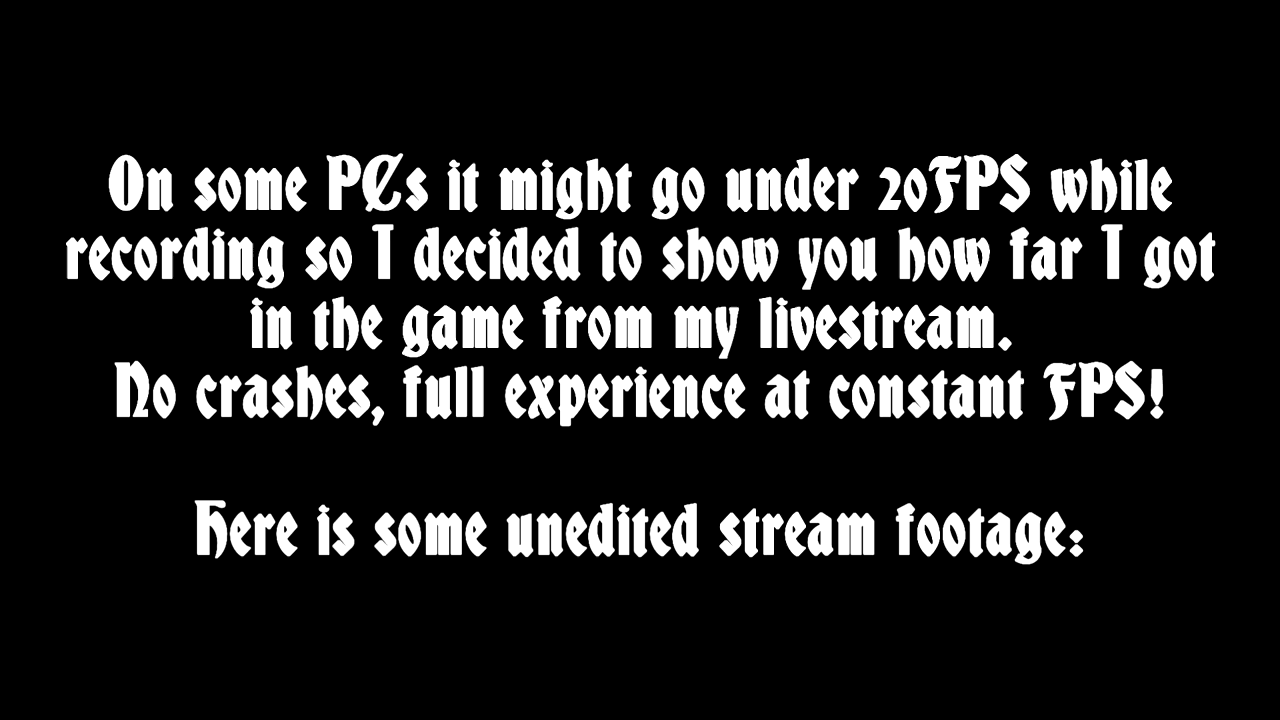 On some PCs it might go under 20FPS while
recording so I decided to show you how far I got
in the game from my livestream.
No crashes, full experience at constant FPS!
Here is some unedited stream footage: